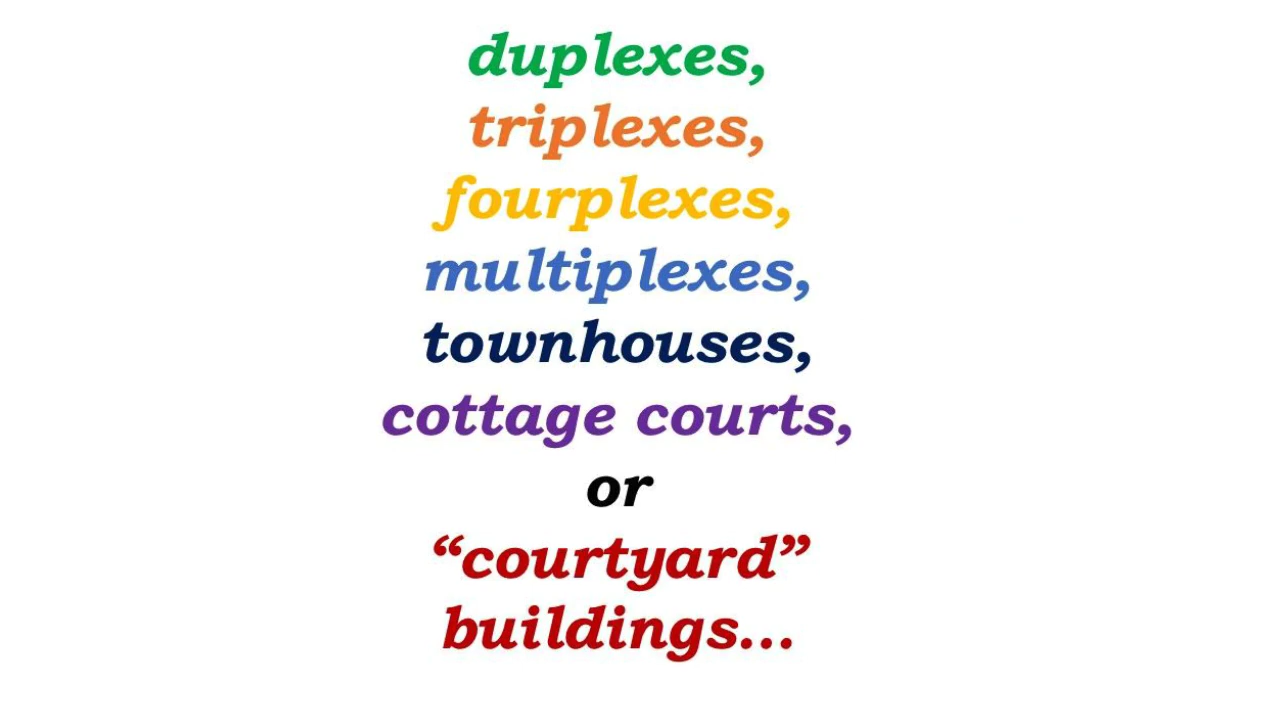 duplexes,
triplexes,
fourplexes,
multiplexes,
townhouses,
cottage courts,
or
“courtyard”
buildings...